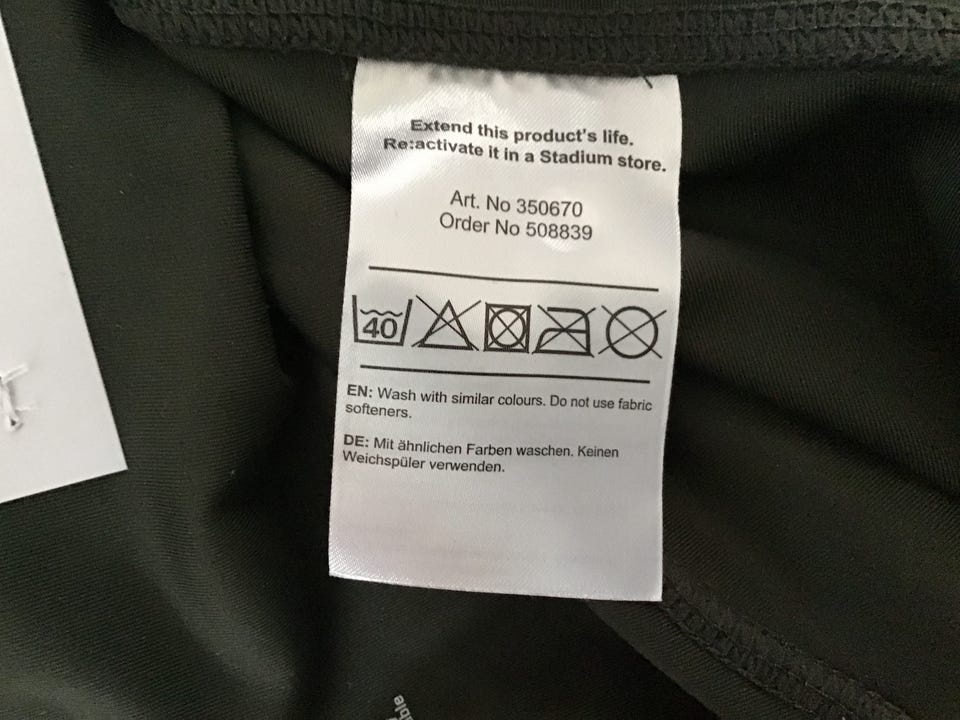 Extend this product's life.
Re:activate it in a Stadium store.
Art. No 350670
Order No 508839
40
EN: Wash with similar colours. Do not use fabric
softeners.
DE: Mit ähnlichen Farben waschen. Keinen
Weichspüler verwenden.